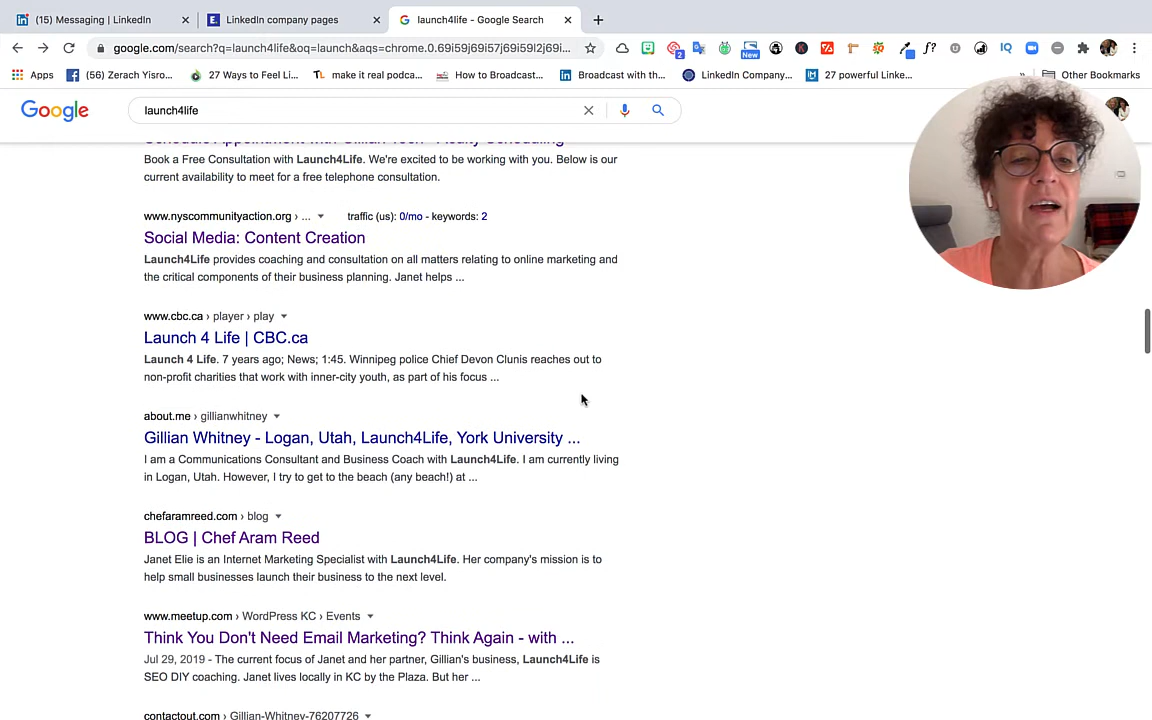 (15) Messaging | LinkedIn
LinkedIn company pages
launch4life - Google Search
google.com/search?q=launch4life&oq=launch&aqs=chrome.0.69i59j69i57j69i59l2j69i...
2
New
f?
IQ
Apps
(56) Zerach Yisro...
27 Ways to Feel Li...
TL make it real podca...
How to Broadcast...
Broadcast with th...
LinkedIn Company...
27 powerful Linke...
»
Other Bookmarks
Google
launch4life
Book a Free Consultation with Launch4Life. We're excited to be working with you. Below is our
current availability to meet for a free telephone consultation.
www.nyscommunityaction.org › ... traffic (us): 0/mo - keywords: 2
Social Media: Content Creation
Launch4Life provides coaching and consultation on all matters relating to online marketing and
the critical components of their business planning. Janet helps ...
www.cbc.ca › player › play
Launch 4 Life | CBC.ca
Launch 4 Life. 7 years ago; News; 1:45. Winnipeg police Chief Devon Clunis reaches out to
non-profit charities that work with inner-city youth, as part of his focus ...
about.me › gillianwhitney
Gillian Whitney - Logan, Utah, Launch4Life, York University ...
I am a Communications Consultant and Business Coach with Launch4Life. I am currently living
in Logan, Utah. However, I try to get to the beach (any beach!) at ...
chefaramreed.com › blog
BLOG | Chef Aram Reed
Janet Elie is an Internet Marketing Specialist with Launch4Life. Her company's mission is to
help small businesses launch their business to the next level.
www.meetup.com › WordPress KC › Events
Think You Don't Need Email Marketing? Think Again - with ...
Jul 29, 2019 - The current focus of Janet and her partner, Gillian's business, Launch4Life is
SEO DIY coaching. Janet lives locally in KC by the Plaza. But her ...
contactout.com › Gillian-Whitney-76207726